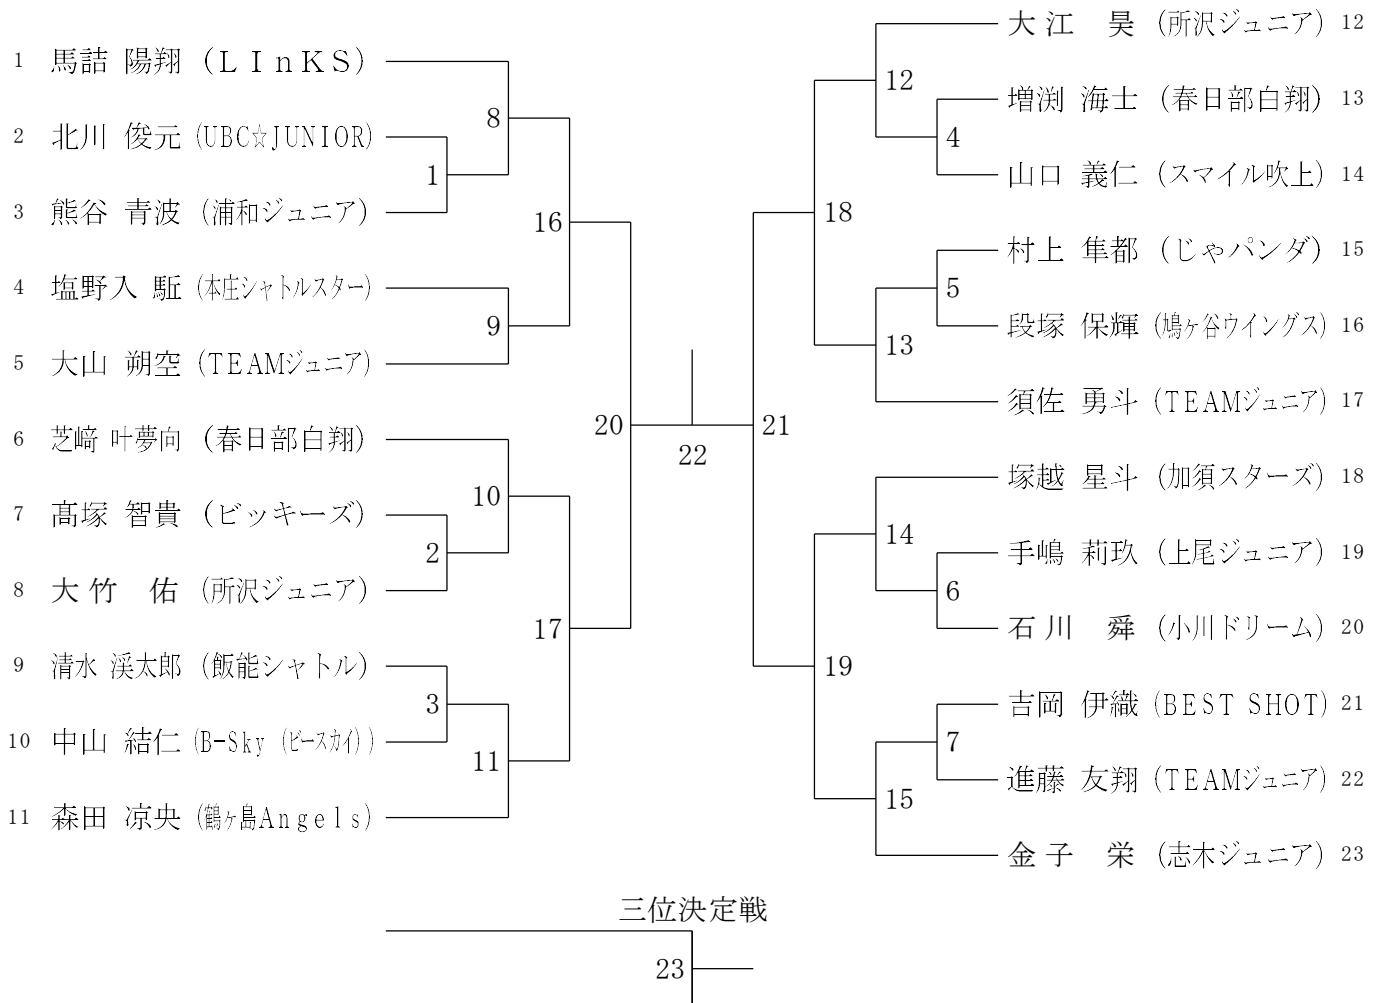 1 馬詰 陽翔 (ＬＩｎＫＳ)
2 北川 俊元 (UBC☆JUNIOR)
3 熊谷 青波 (浦和ジュニア)
4 塩野入 駈 (本庄シャトルスター)
5 大山 朔空 (TEAMジュニア)
6 芝﨑 叶夢向 (春日部白翔)
7 髙塚 智貴 (ビッキーズ)
8 大竹 佑 (所沢ジュニア)
9 清水 渓太郎 (飯能シャトル)
10 中山 結仁 (B-Sky (ビースカイ))
11 森田 凉央 (鶴ヶ島Angels)
8
1
16
9
20
10
2
17
3
11
22
大江 昊 (所沢ジュニア) 12
増渕 海士 (春日部白翔) 13
山口 義仁 (スマイル吹上) 14
村上 隼都 (じゃパンダ) 15
段塚 保輝 (鳩ヶ谷ウイングス) 16
須佐 勇斗 (TEAMジュニア) 17
塚越 星斗 (加須スターズ) 18
手嶋 莉玖 (上尾ジュニア) 19
石川 舜 (小川ドリーム) 20
吉岡 伊織 (BEST SHOT) 21
進藤 友翔 (TEAMジュニア) 22
金子 栄 (志木ジュニア) 23
12
4
18
5
13
21
14
6
19
7
15
三位決定戦
23